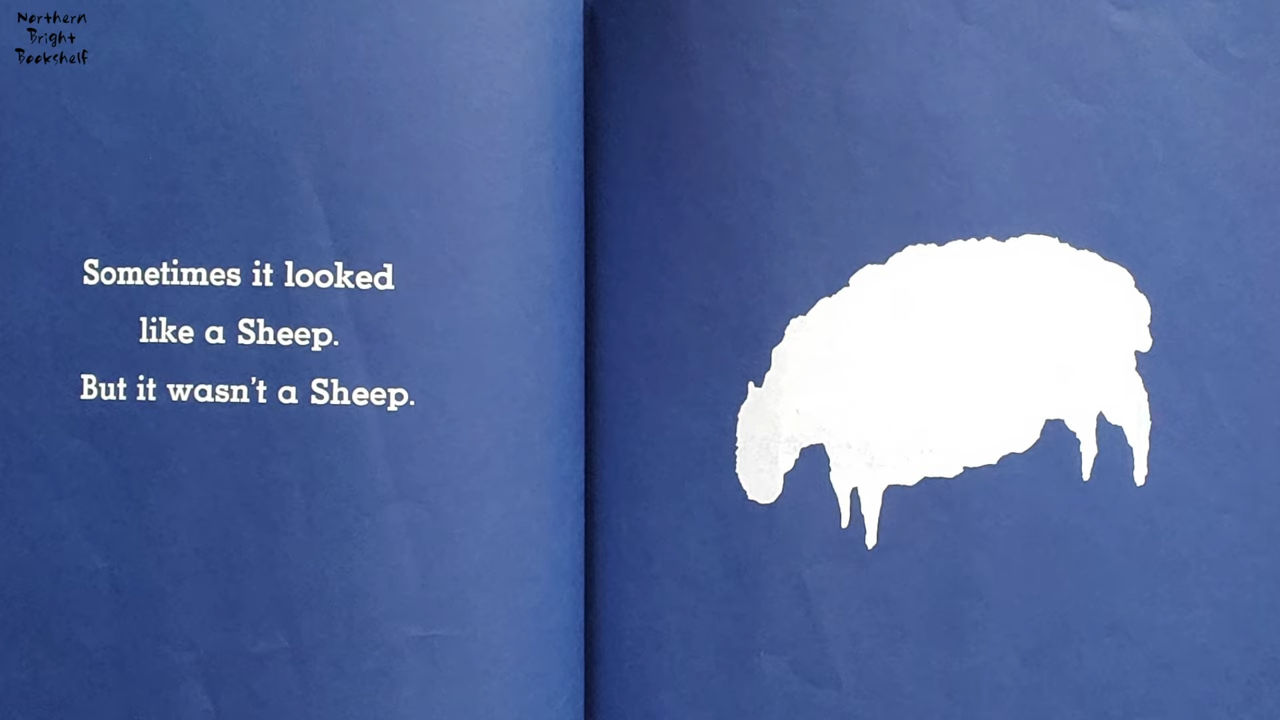 Northern
Bright
Bookshelf
Sometimes it looked
like a Sheep.
But it wasn't a Sheep.